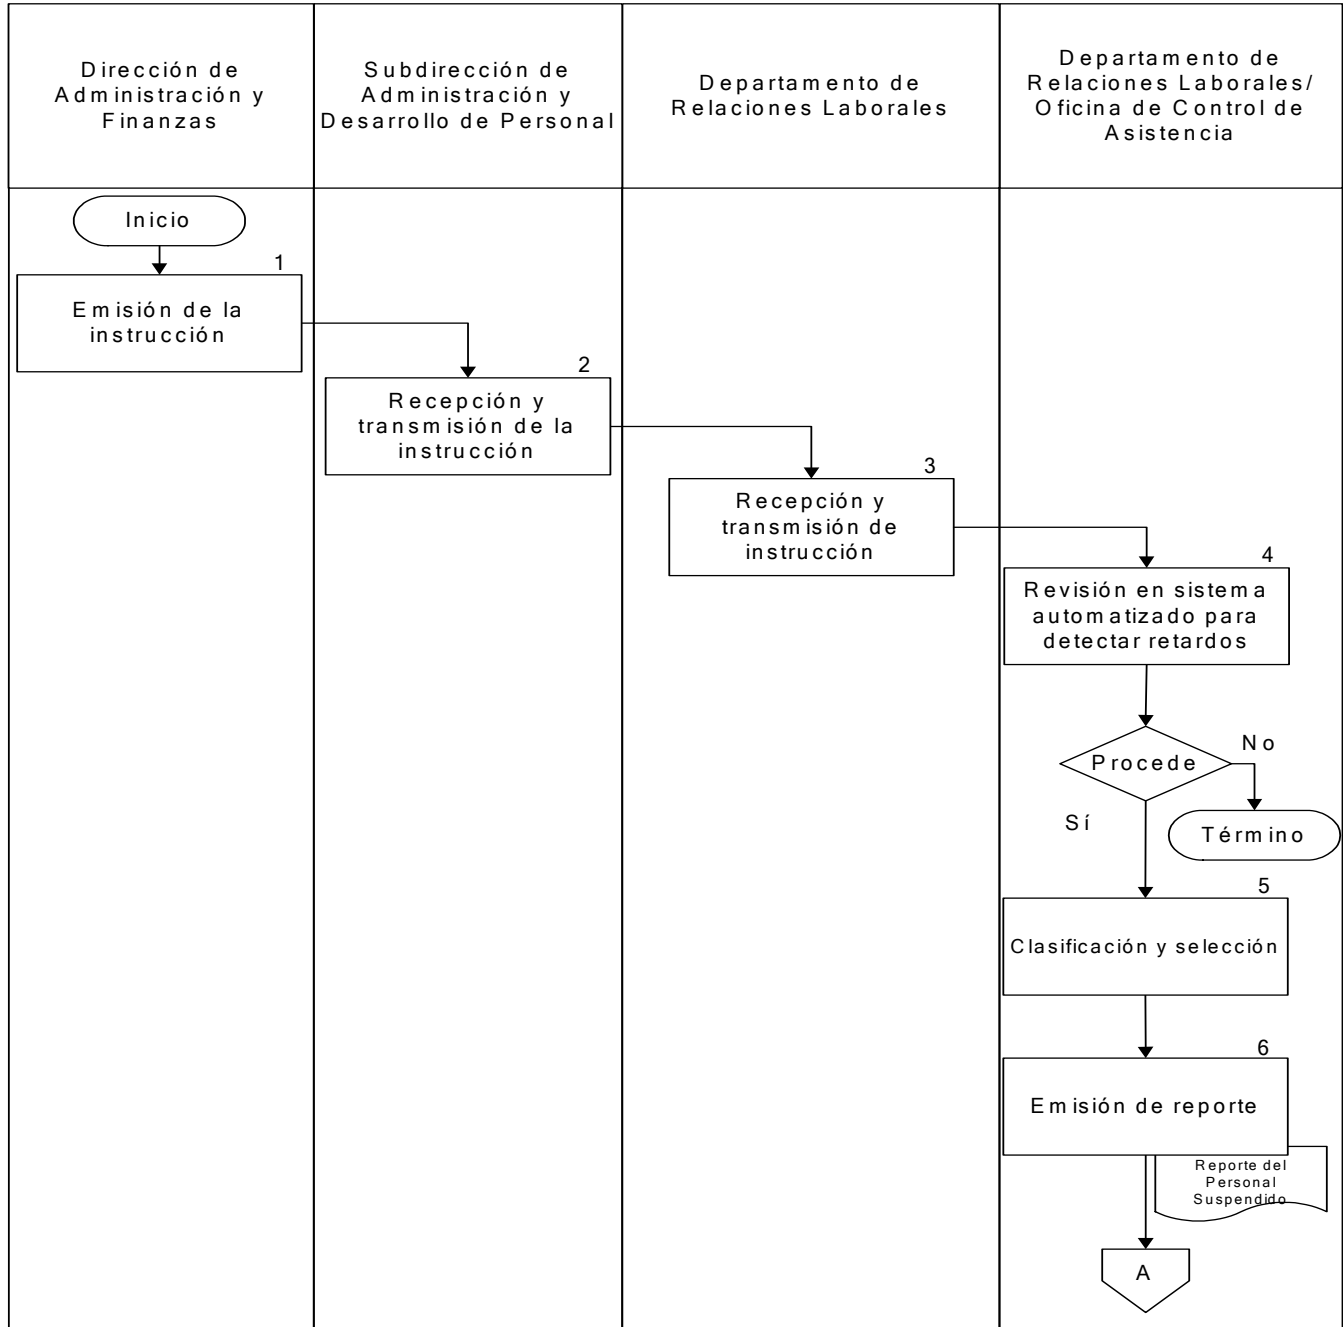 Dirección de
Administración y
Finanzas
Subdirección de
Administración y
Desarrollo de Personal
Departamento de
Relaciones Laborales
Departamento de
Relaciones Laborales/
Oficina de Control de
Asistencia
Inicio
1
Emisión de la
instrucción
2
Recepción y
transmisión de la
instrucción
3
Recepción y
transmisión de
instrucción
4
Revisión en sistema
automatizado para
detectar retardos
Procede
No
Sí
Término
5
Clasificación y selección
6
Emisión de reporte
Reporte del
Personal
Suspendido
A